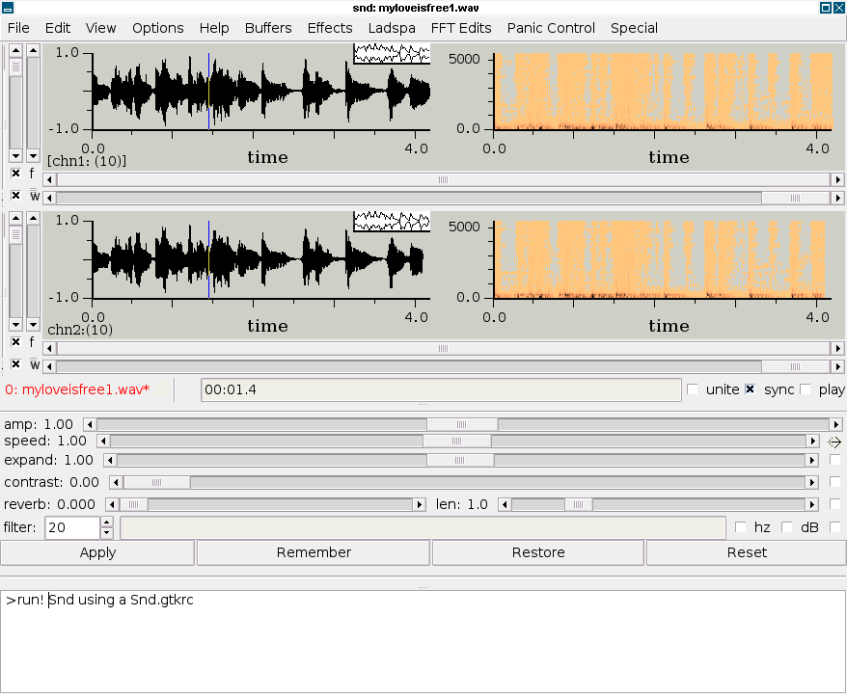 snd: myloveisfree1.wav
File Edit View Options Help Buffers Effects Ladspa FFT Edits Panic Control Special
1.0
-1.0
0.0 time 4.0
[chn1: (10)]
5000
0.0
0.0 time 4.0
f
w
1.0
-1.0
0.0 time 4.0
chn2:(10)
5000
0.0
0.0 time 4.0
f
w
0: myloveisfree1.wav* 00:01.4 unite sync play
amp: 1.00
speed: 1.00
expand: 1.00
contrast: 0.00
reverb: 0.000 len: 1.0
filter: 20 hz dB
Apply Remember Restore Reset
>run! Snd using a Snd.gtkrc